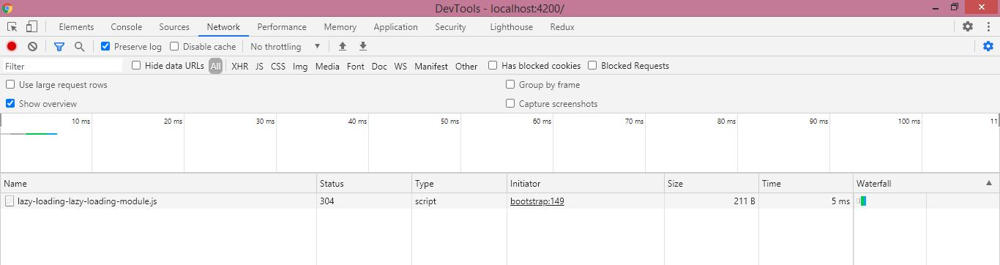 DevTools - localhost:4200/
Elements Console Sources Network Performance Memory Application Security Lighthouse Redux
Preserve log Disable cache No throttling
Filter Hide data URLs All XHR JS CSS Img Media Font Doc WS Manifest Other Has blocked cookies Blocked Requests
Use large request rows Group by frame
Show overview Capture screenshots
10 ms 20 ms 30 ms 40 ms 50 ms 60 ms 70 ms 80 ms 90 ms 100 ms 11
Name Status Type Initiator Size Time Waterfall
lazy-loading-lazy-loading-module.js 304 script bootstrap:149 211 B 5 ms